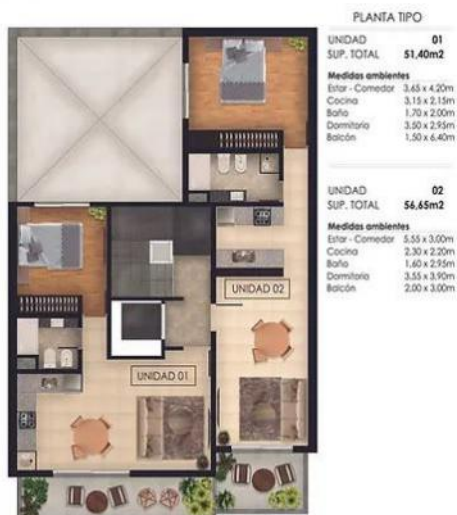 PLANTA TIPO
UNIDAD 01
SUP. TOTAL 51,40m2
Medidas ambientes
Estar - Comedor 3,65 x 4,20m
Cocina 3,15 x 2,15m
Baño 1,70 x 2,00m
Dormitorio 3,50 x 2,95m
Balcón 1,50 x 6,40m
UNIDAD 02
SUP. TOTAL 56,65m2
Medidas ambientes
Estar - Comedor 5,55 x 3,00m
Cocina 2,30 x 2,20m
Baño 1,60 x 2,95m
Dormitorio 3,55 x 3,90m
Balcón 2,00 x 3,00m
UNIDAD 02
UNIDAD 01